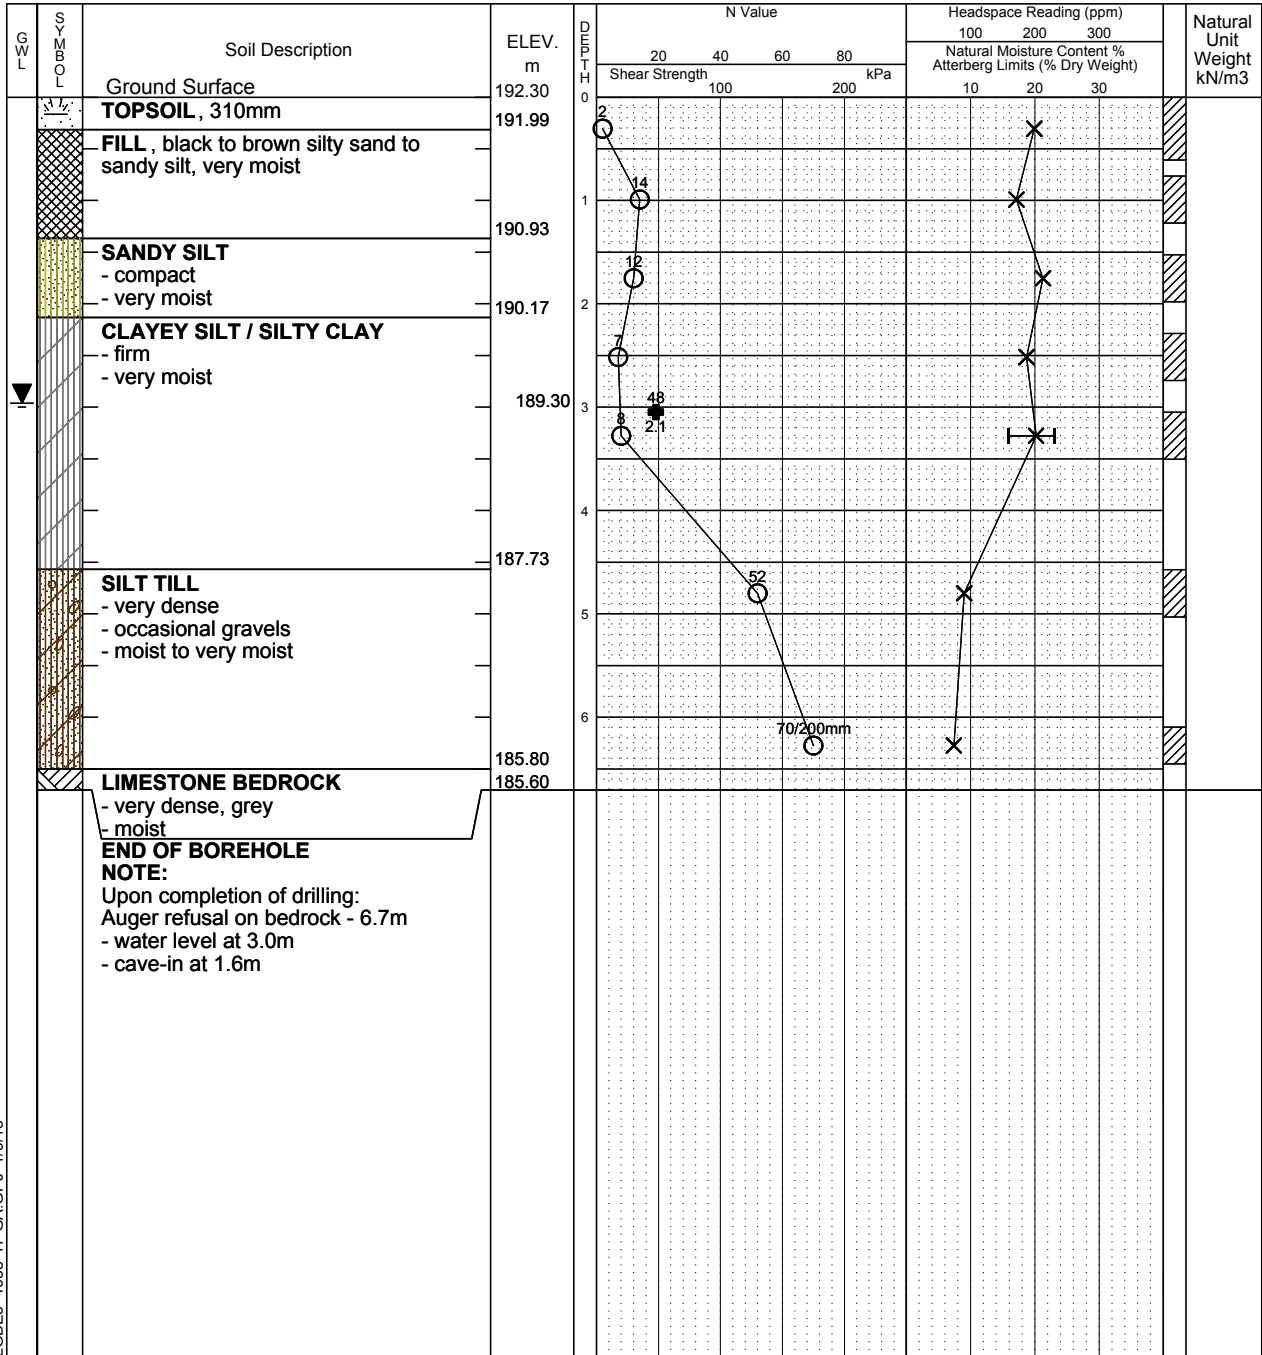 GWL
SYMBOL
Soil Description
Ground Surface
ELEV.
m
192.30
DEPTH
N Value
20 40 60 80
Shear Strength kPa
100 200
Headspace Reading (ppm)
100 200 300
Natural Moisture Content %
Atterberg Limits (% Dry Weight)
10 20 30
Natural
Unit
Weight
kN/m3
0
TOPSOIL, 310mm
191.99
2
FILL, black to brown silty sand to
sandy silt, very moist
14
1
190.93
SANDY SILT
- compact
- very moist
12
2
190.17
CLAYEY SILT / SILTY CLAY
- firm
- very moist
7
189.30
3
48
2.1
8
4
187.73
SILT TILL
- very dense
- occasional gravels
- moist to very moist
52
5
6
70/200mm
185.80
LIMESTONE BEDROCK
185.60
- very dense, grey
- moist
END OF BOREHOLE
NOTE:
Upon completion of drilling:
Auger refusal on bedrock - 6.7m
- water level at 3.0m
- cave-in at 1.6m